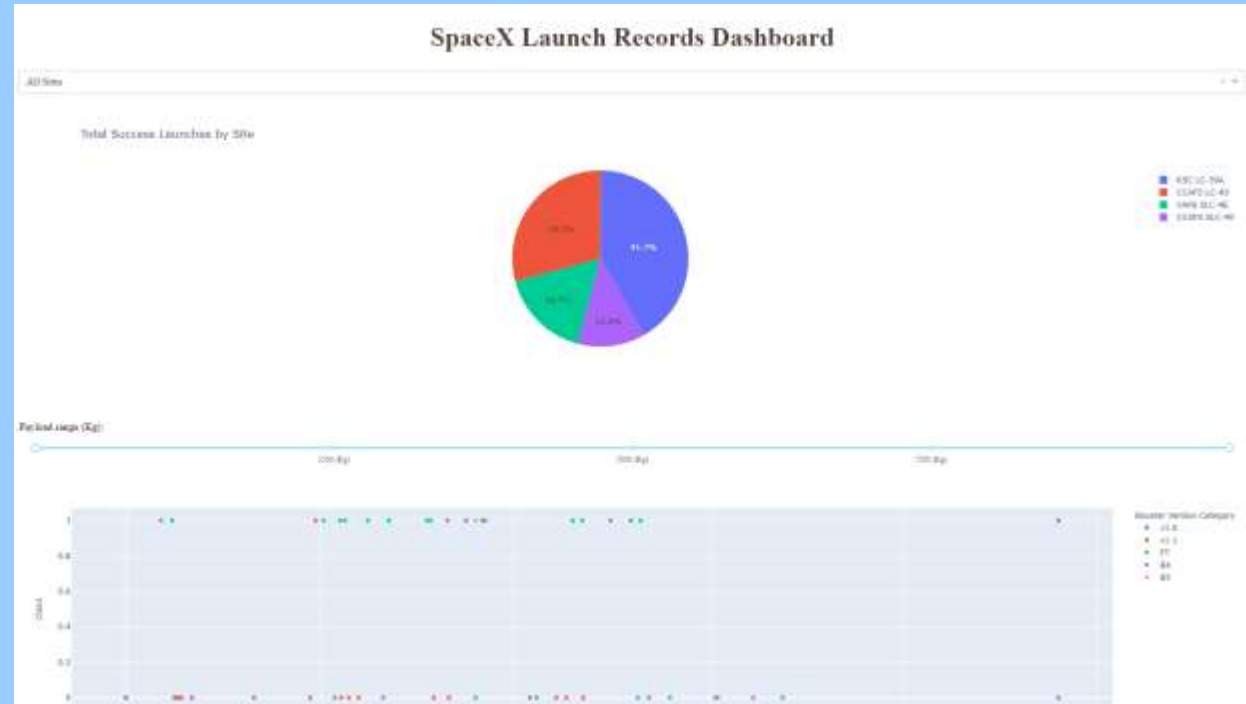 SpaceX Launch Records Dashboard
All Sites
Total Success Launches by Site
KSC LC-39A
CCAFS LC-40
VAFB SLC-4E
CCAFS SLC-40
41.7%
Payload range (Kg):
1
0.8
0.6
0.4
0.2
0
class
Booster Version Category
v1.0
v1.1
FT
B4
B5